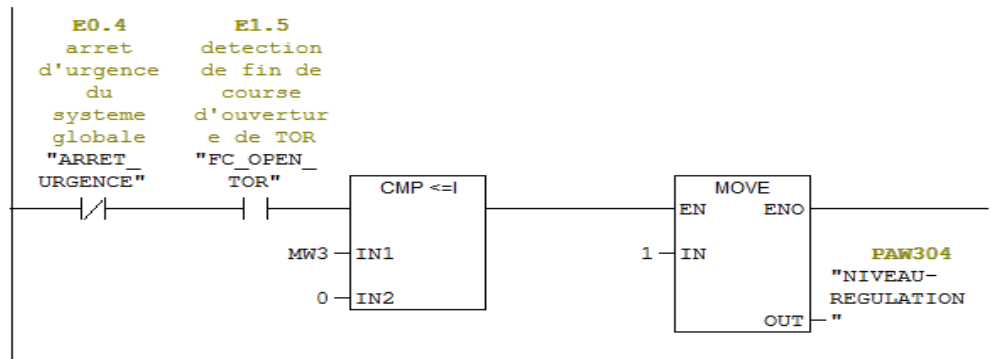 E0.4
arret
d'urgence
du
systeme
globale
"ARRET_
URGENCE"
E1.5
detection
de fin de
course
d'ouvertur
e de TOR
"FC_OPEN_
TOR"
CMP <=I
MW3
IN1
0
IN2
MOVE
EN
ENO
1
IN
PAW304
"NIVEAU-
REGULATION
"
OUT